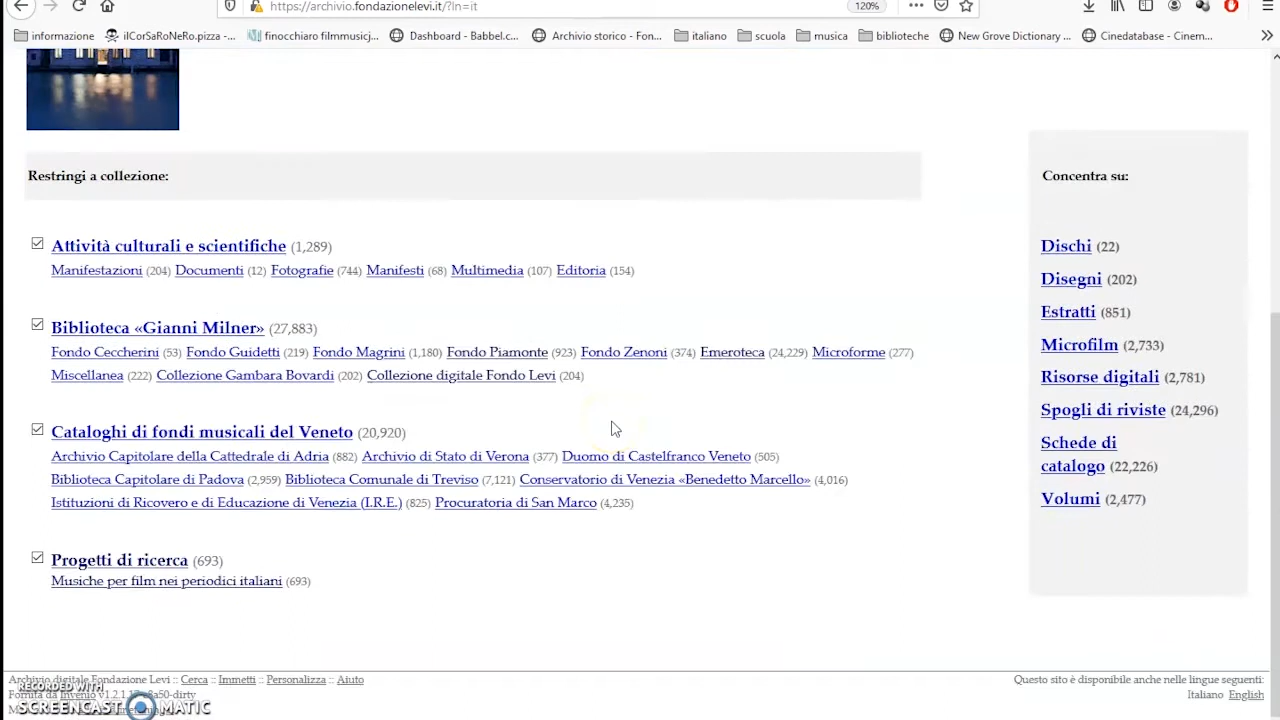 https://archivio.fondazionelevi.it/?ln=it
120%
informazione ilCorSaRoNeRo.pizza -... finocchiaro filmmusicj... Dashboard - Babbel.c... Archivio storico - Fon... italiano scuola musica biblioteche New Grove Dictionary ... Cinedatabase - Cinem...
Restringi a collezione:
Attività culturali e scientifiche (1,289)
Manifestazioni (204) Documenti (12) Fotografie (744) Manifesti (68) Multimedia (107) Editoria (154)
Biblioteca «Gianni Milner» (27,883)
Fondo Ceccherini (53) Fondo Guidetti (219) Fondo Magrini (1,180) Fondo Piamonte (923) Fondo Zenoni (374) Emeroteca (24,229) Microforme (277)
Miscellanea (222) Collezione Gambara Bovardi (202) Collezione digitale Fondo Levi (204)
Cataloghi di fondi musicali del Veneto (20,920)
Archivio Capitolare della Cattedrale di Adria (882) Archivio di Stato di Verona (377) Duomo di Castelfranco Veneto (505)
Biblioteca Capitolare di Padova (2,959) Biblioteca Comunale di Treviso (7,121) Conservatorio di Venezia «Benedetto Marcello» (4,016)
Istituzioni di Ricovero e di Educazione di Venezia (I.R.E.) (825) Procuratoria di San Marco (4,235)
Progetti di ricerca (693)
Musiche per film nei periodici italiani (693)
Concentra su:
Dischi (22)
Disegni (202)
Estratti (851)
Microfilm (2,733)
Risorse digitali (2,781)
Spogli di riviste (24,296)
Schede di
catalogo (22,226)
Volumi (2,477)
Archivio digitale Fondazione Levi :: Cerca :: Immetti :: Personalizza :: Aiuto
Fornita da Invenio
RECORDED WITH
SCREENCAST MATIC
Questo sito è disponibile anche nelle lingue seguenti:
Italiano English